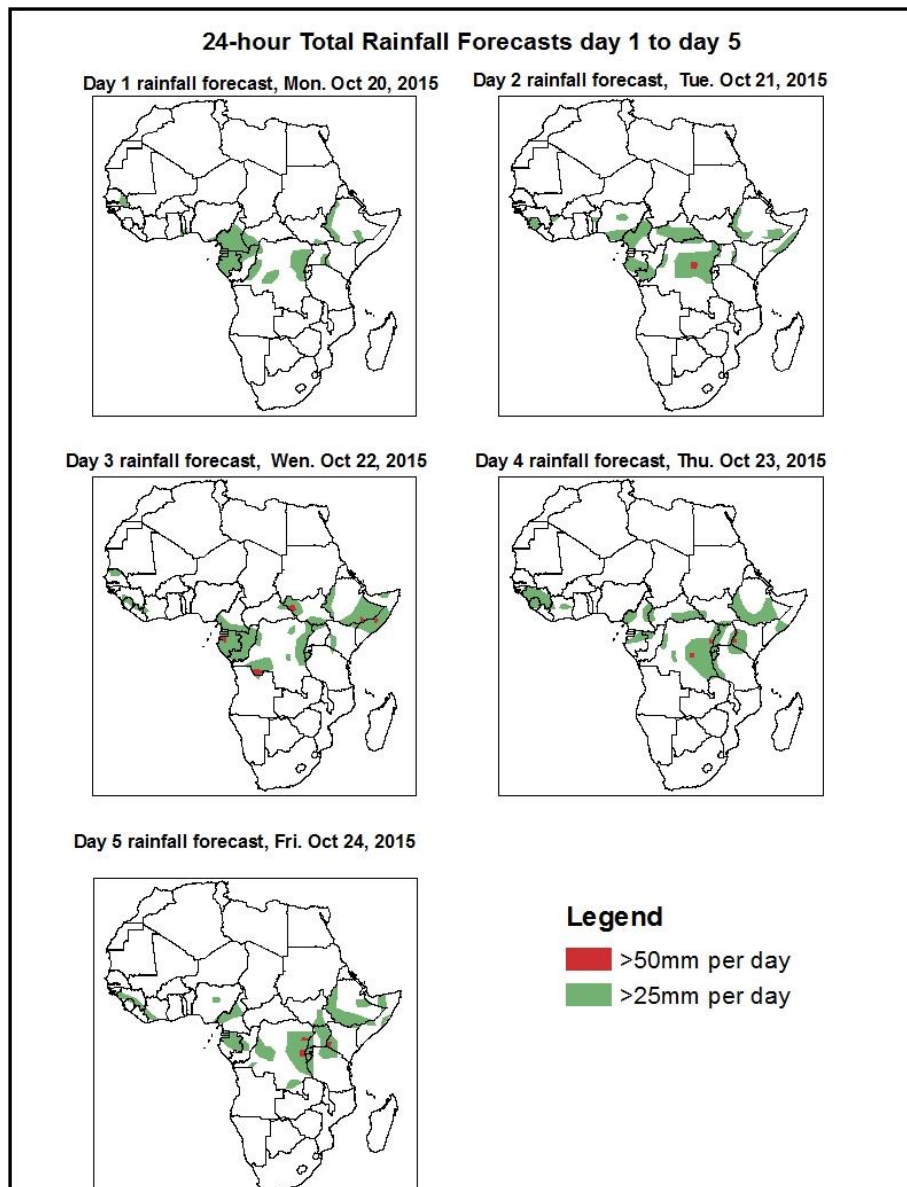 24-hour Total Rainfall Forecasts day 1 to day 5
Day 1 rainfall forecast, Mon. Oct 20, 2015
Day 2 rainfall forecast, Tue. Oct 21, 2015
Day 3 rainfall forecast, Wen. Oct 22, 2015
Day 4 rainfall forecast, Thu. Oct 23, 2015
Day 5 rainfall forecast, Fri. Oct 24, 2015
Legend
>50mm per day
>25mm per day